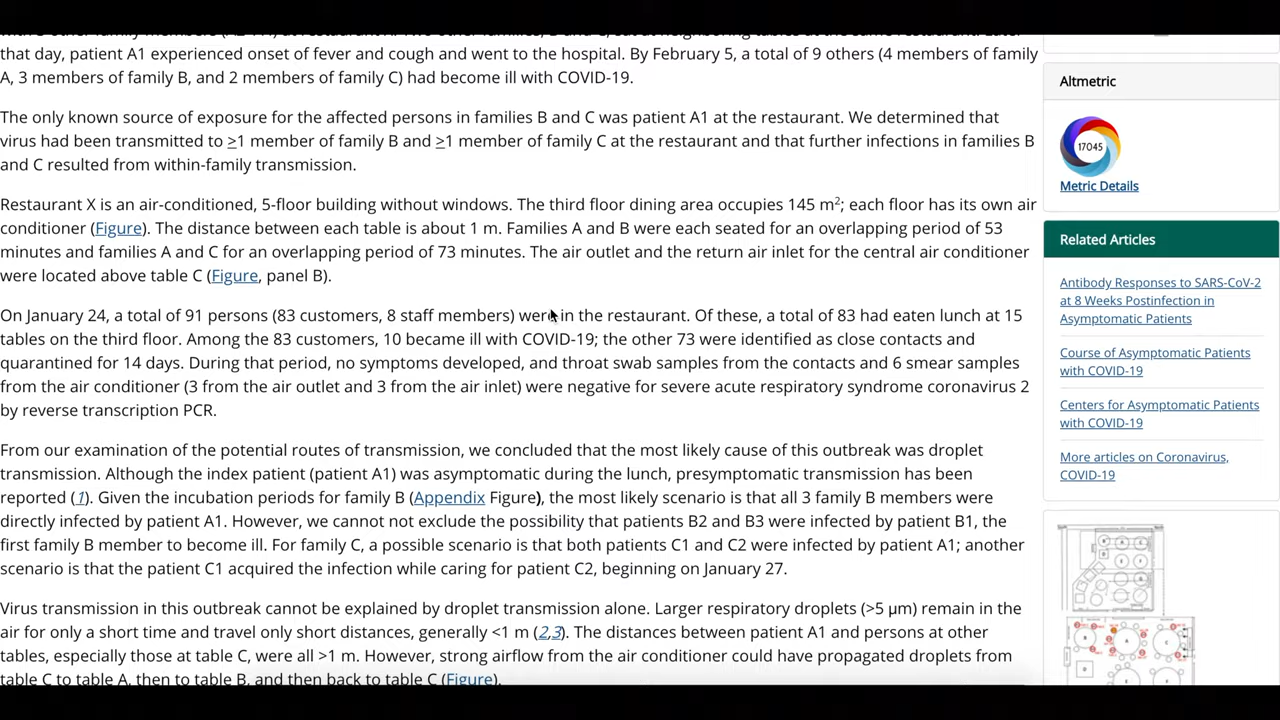 that day, patient A1 experienced onset of fever and cough and went to the hospital. By February 5, a total of 9 others (4 members of family
A, 3 members of family B, and 2 members of family C) had become ill with COVID-19.
The only known source of exposure for the affected persons in families B and C was patient A1 at the restaurant. We determined that
virus had been transmitted to ≥1 member of family B and ≥1 member of family C at the restaurant and that further infections in families B
and C resulted from within-family transmission.
Restaurant X is an air-conditioned, 5-floor building without windows. The third floor dining area occupies 145 m²; each floor has its own air
conditioner (Figure). The distance between each table is about 1 m. Families A and B were each seated for an overlapping period of 53
minutes and families A and C for an overlapping period of 73 minutes. The air outlet and the return air inlet for the central air conditioner
were located above table C (Figure, panel B).
On January 24, a total of 91 persons (83 customers, 8 staff members) were in the restaurant. Of these, a total of 83 had eaten lunch at 15
tables on the third floor. Among the 83 customers, 10 became ill with COVID-19; the other 73 were identified as close contacts and
quarantined for 14 days. During that period, no symptoms developed, and throat swab samples from the contacts and 6 smear samples
from the air conditioner (3 from the air outlet and 3 from the air inlet) were negative for severe acute respiratory syndrome coronavirus 2
by reverse transcription PCR.
From our examination of the potential routes of transmission, we concluded that the most likely cause of this outbreak was droplet
transmission. Although the index patient (patient A1) was asymptomatic during the lunch, presymptomatic transmission has been
reported (1). Given the incubation periods for family B (Appendix Figure), the most likely scenario is that all 3 family B members were
directly infected by patient A1. However, we cannot not exclude the possibility that patients B2 and B3 were infected by patient B1, the
first family B member to become ill. For family C, a possible scenario is that both patients C1 and C2 were infected by patient A1; another
scenario is that the patient C1 acquired the infection while caring for patient C2, beginning on January 27.
Virus transmission in this outbreak cannot be explained by droplet transmission alone. Larger respiratory droplets (>5 μm) remain in the
air for only a short time and travel only short distances, generally <1 m (2,3). The distances between patient A1 and persons at other
tables, especially those at table C, were all >1 m. However, strong airflow from the air conditioner could have propagated droplets from
table C to table A, then to table B, and then back to table C (Figure).
Altmetric
17045
Metric Details
Related Articles
Antibody Responses to SARS-CoV-2
at 8 Weeks Postinfection in
Asymptomatic Patients
Course of Asymptomatic Patients
with COVID-19
Centers for Asymptomatic Patients
with COVID-19
More articles on Coronavirus,
COVID-19